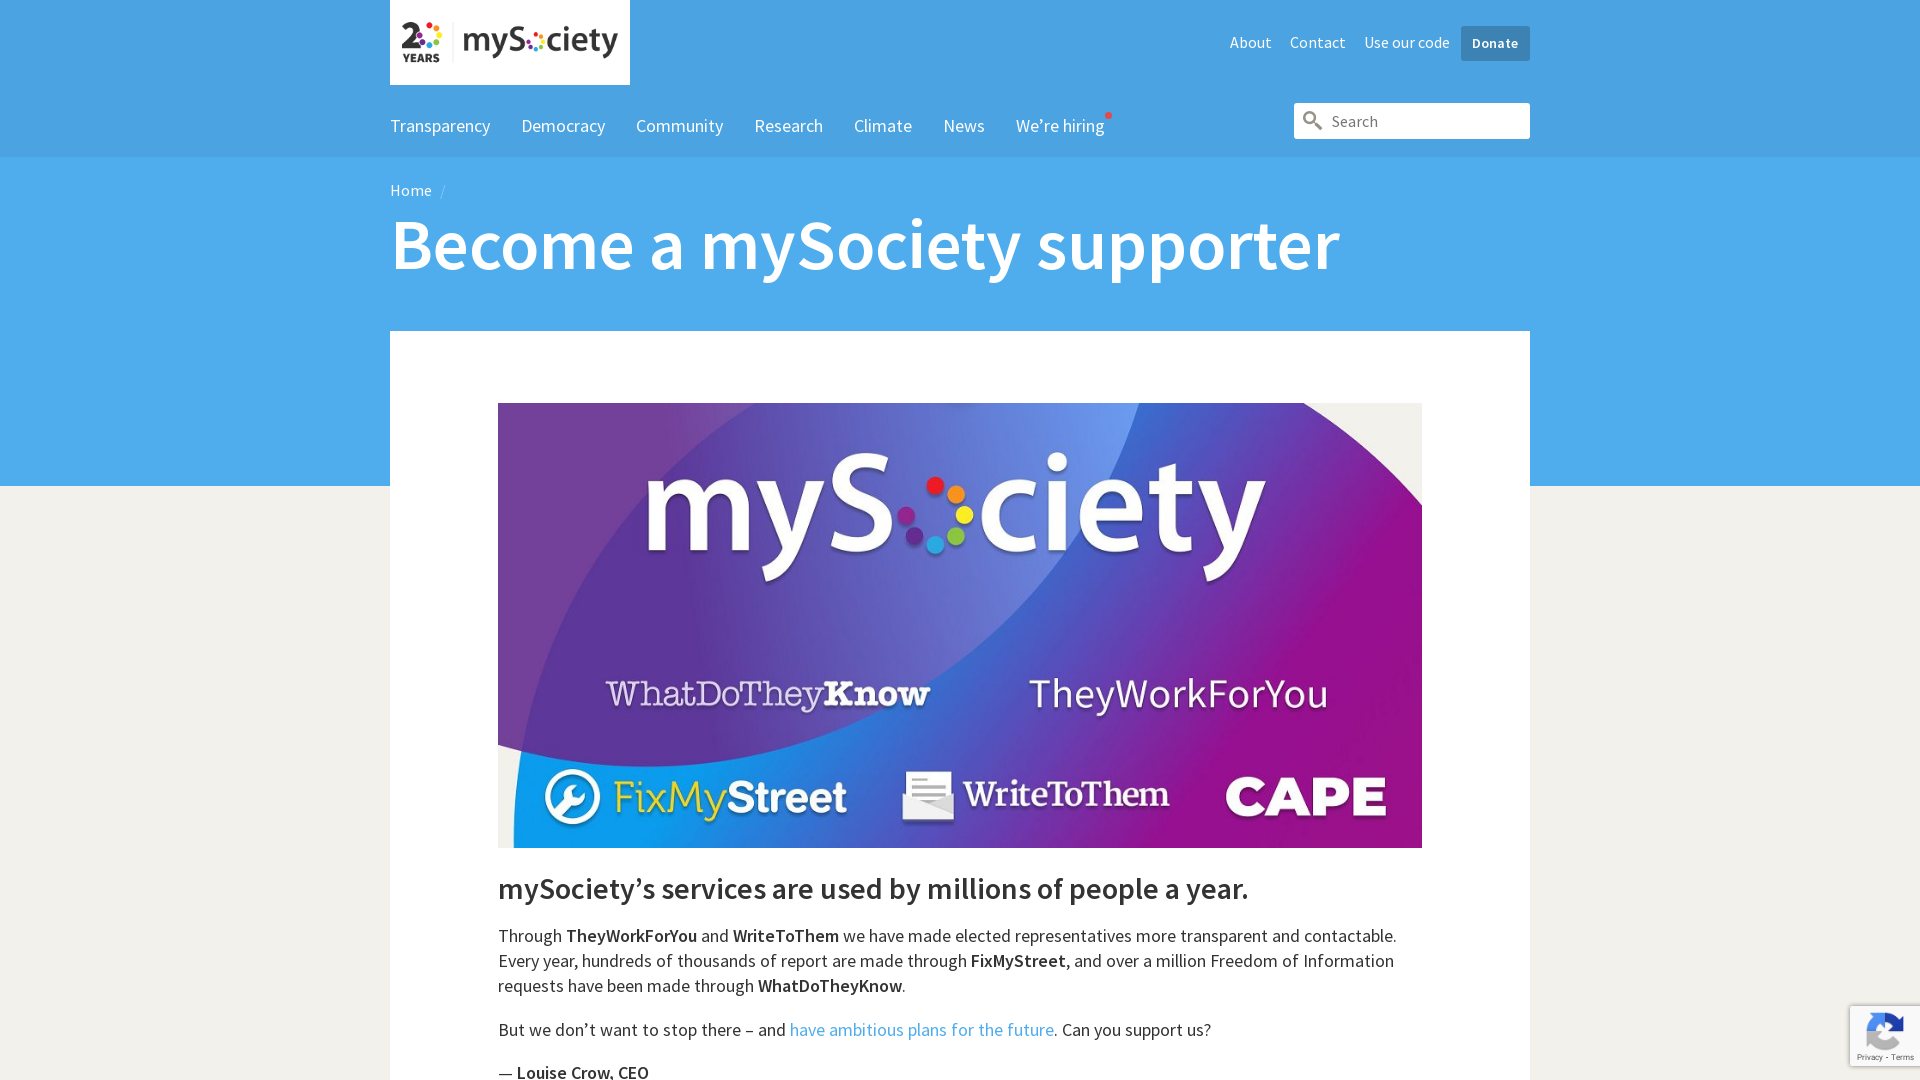 20 YEARS mySociety
About Contact Use our code Donate
Transparency Democracy Community Research Climate News We’re hiring
Search
Home /
Become a mySociety supporter
mySociety
WhatDoTheyKnow TheyWorkForYou
FixMyStreet WriteToThem CAPE
mySociety’s services are used by millions of people a year.
Through TheyWorkForYou and WriteToThem we have made elected representatives more transparent and contactable.
Every year, hundreds of thousands of report are made through FixMyStreet, and over a million Freedom of Information
requests have been made through WhatDoTheyKnow.
But we don’t want to stop there – and have ambitious plans for the future. Can you support us?
— Louise Crow, CEO
Privacy - Terms